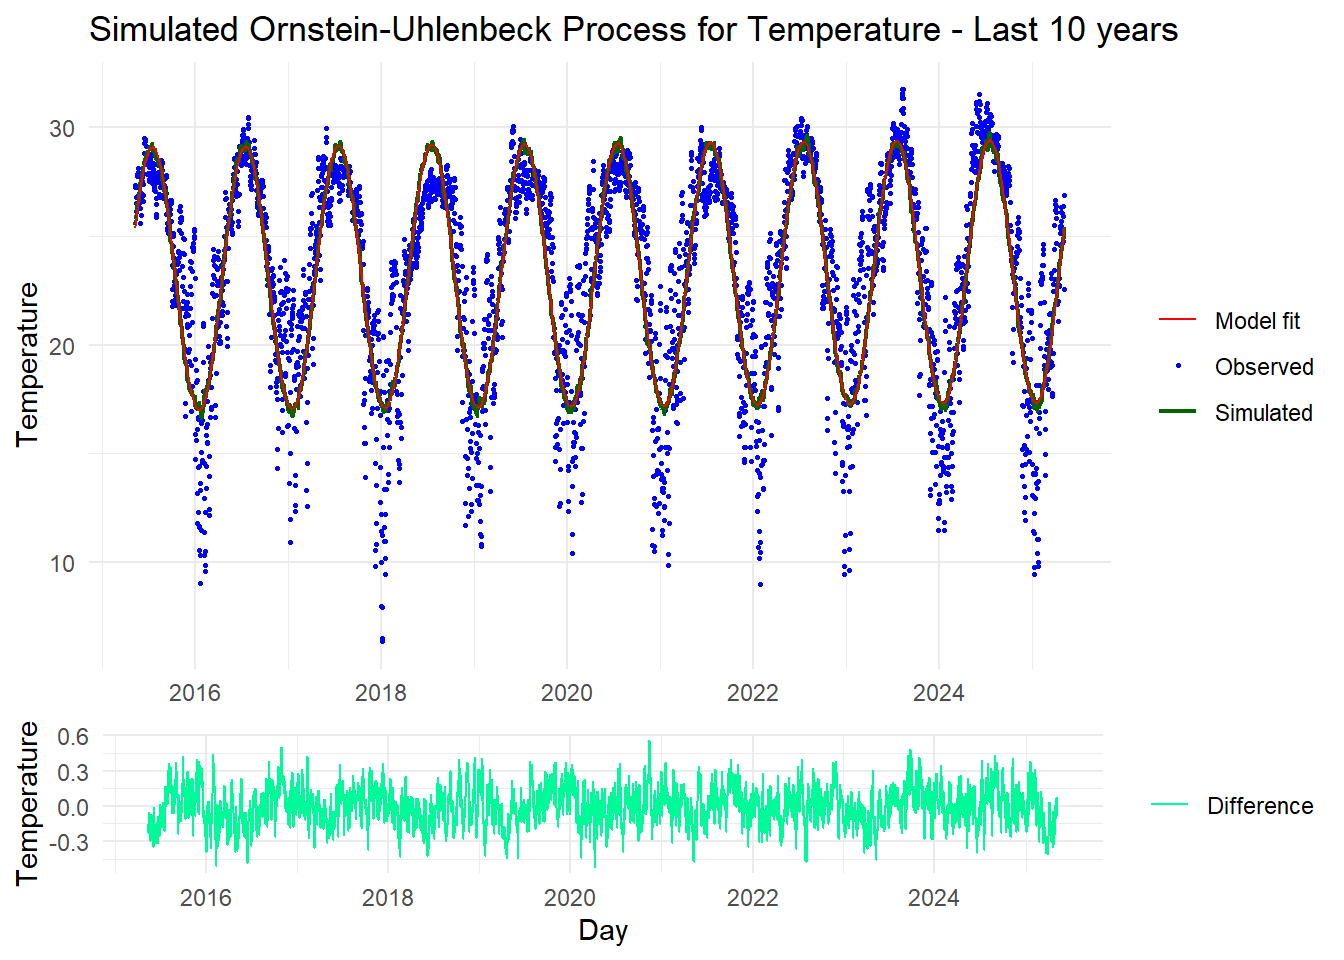 Simulated Ornstein-Uhlenbeck Process for Temperature - Last 10 years
Temperature
30
20
10
2016 2018 2020 2022 2024
Model fit
Observed
Simulated
Temperature
0.6
0.3
0.0
-0.3
2016 2018 2020 2022 2024
Day
Difference